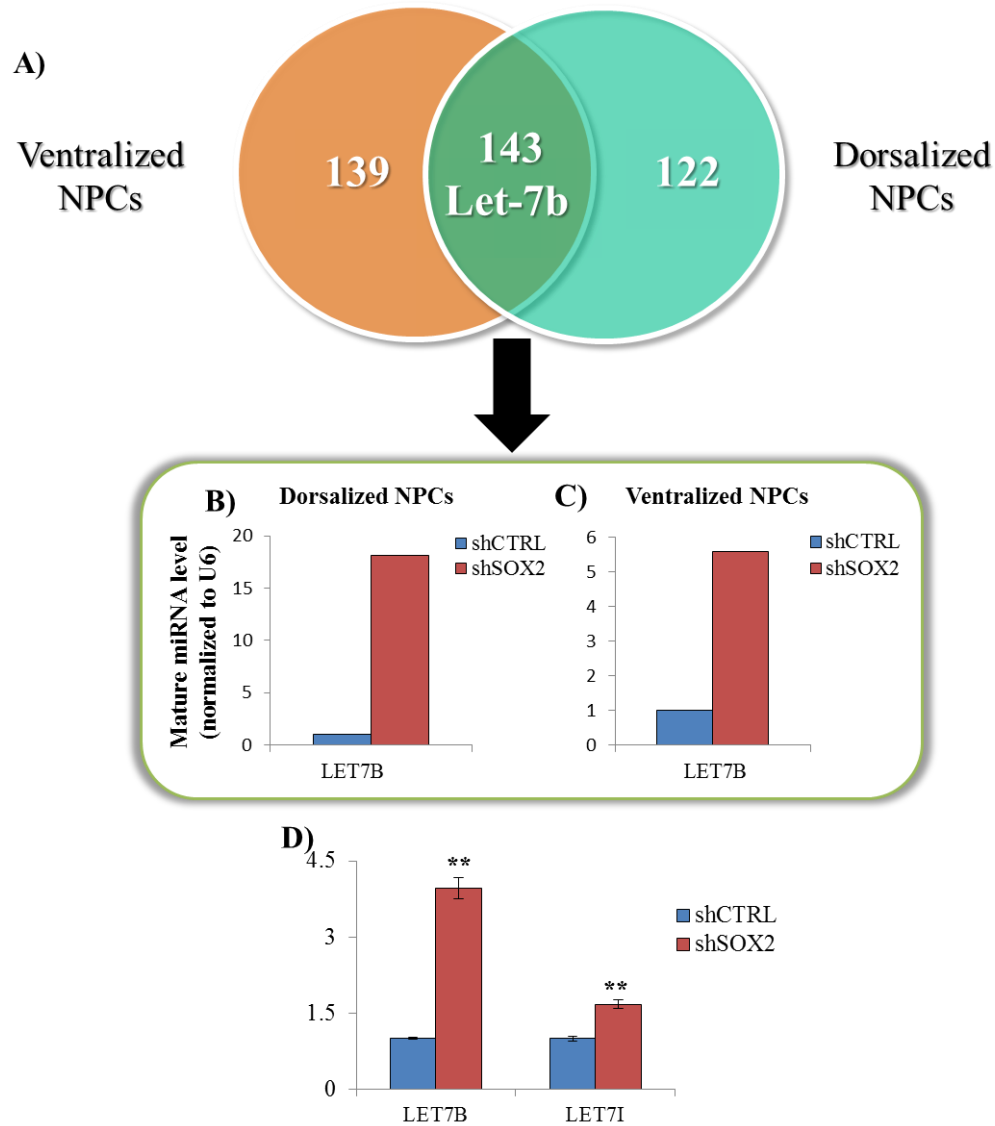 A)
Ventralized
NPCs
139
143
Let-7b
122
Dorsalized
NPCs
B)
Dorsalized NPCs
Mature miRNA level
(normalized to U6)
20
15
10
5
0
shCTRL
shSOX2
LET7B
C)
Ventralized NPCs
6
5
4
3
2
1
0
shCTRL
shSOX2
LET7B
D)
4.5
3
1.5
0
**
**
shCTRL
shSOX2
LET7B
LET7I